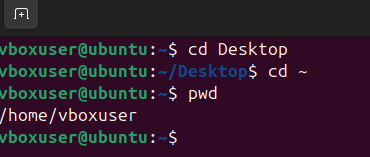 vboxuser@ubuntu:~$ cd Desktop
vboxuser@ubuntu:~/Desktop$ cd ~
vboxuser@ubuntu:~$ pwd
/home/vboxuser
vboxuser@ubuntu:~$